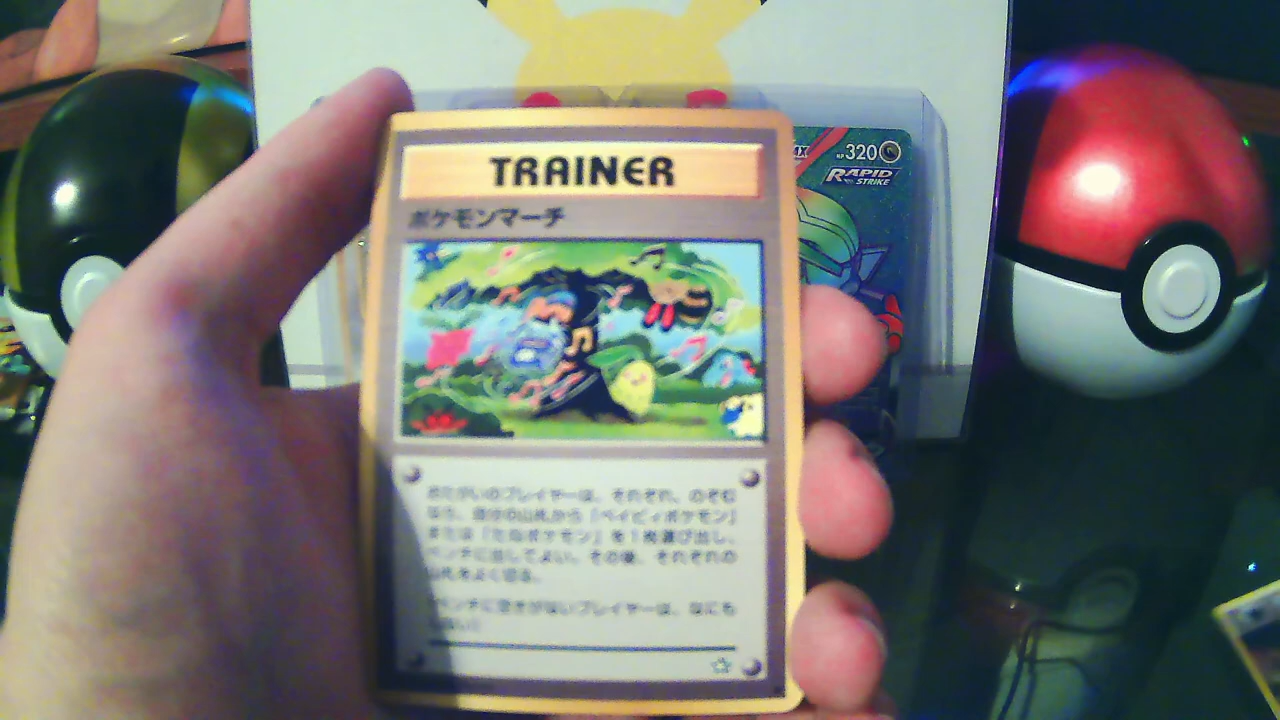 TRAINER
ポケモンマーチ
HP 320
RAPID
STRIKE
おたがいのプレイヤーは、それぞれ、のぞむ
なら、自分の山札から「ベイビィポケモン」
または「たねポケモン」を1枚選び出し、
ベンチに出してよい。その後、それぞれの
山札をよく切る。
ベンチに空きがないプレイヤーは、なにも